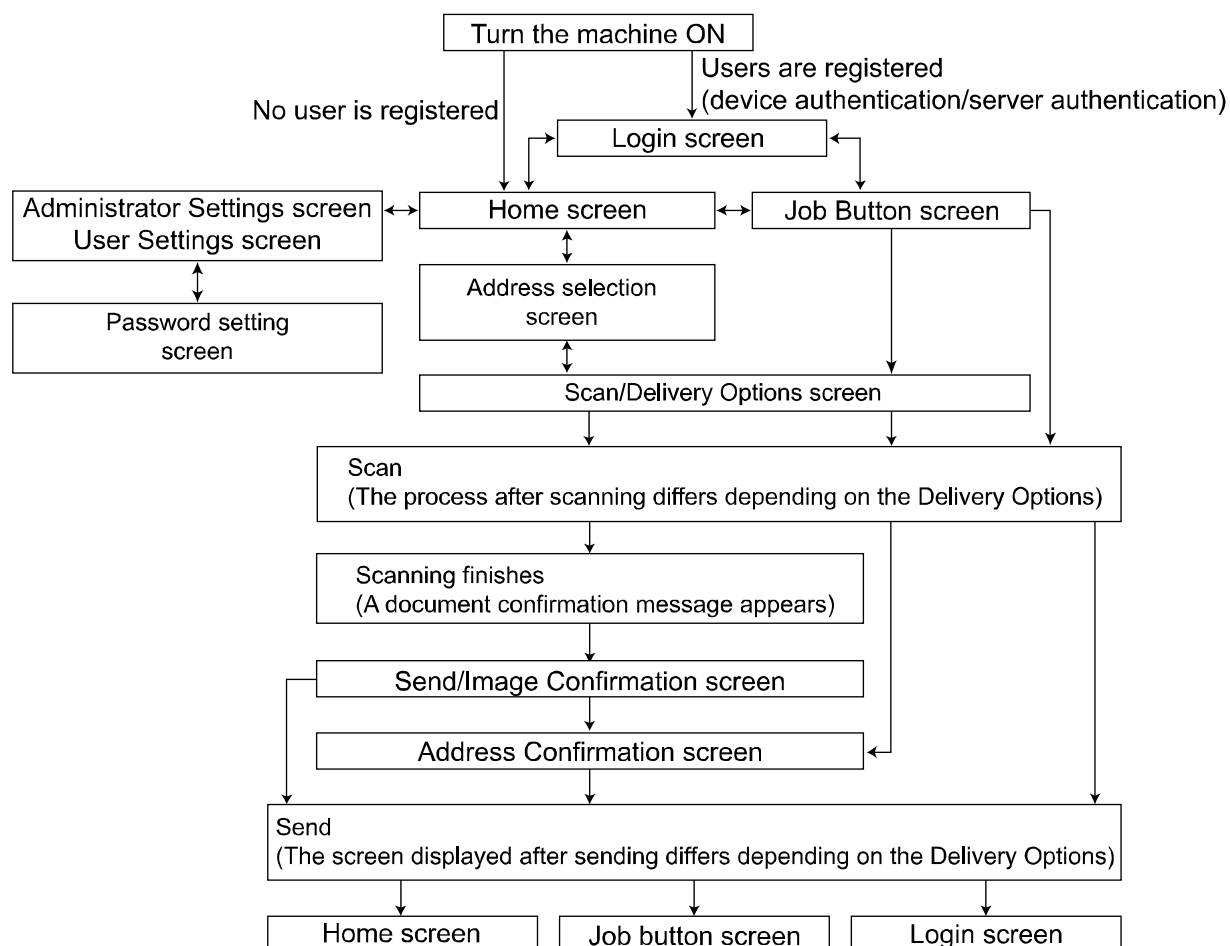 Turn the machine ON
Users are registered
(device authentication/server authentication)
No user is registered
Login screen
Administrator Settings screen
User Settings screen
Home screen
Job Button screen
Address selection
screen
Password setting
screen
Scan/Delivery Options screen
Scan
(The process after scanning differs depending on the Delivery Options)
Scanning finishes
(A document confirmation message appears)
Send/Image Confirmation screen
Address Confirmation screen
Send
(The screen displayed after sending differs depending on the Delivery Options)
Home screen
Job button screen
Login screen